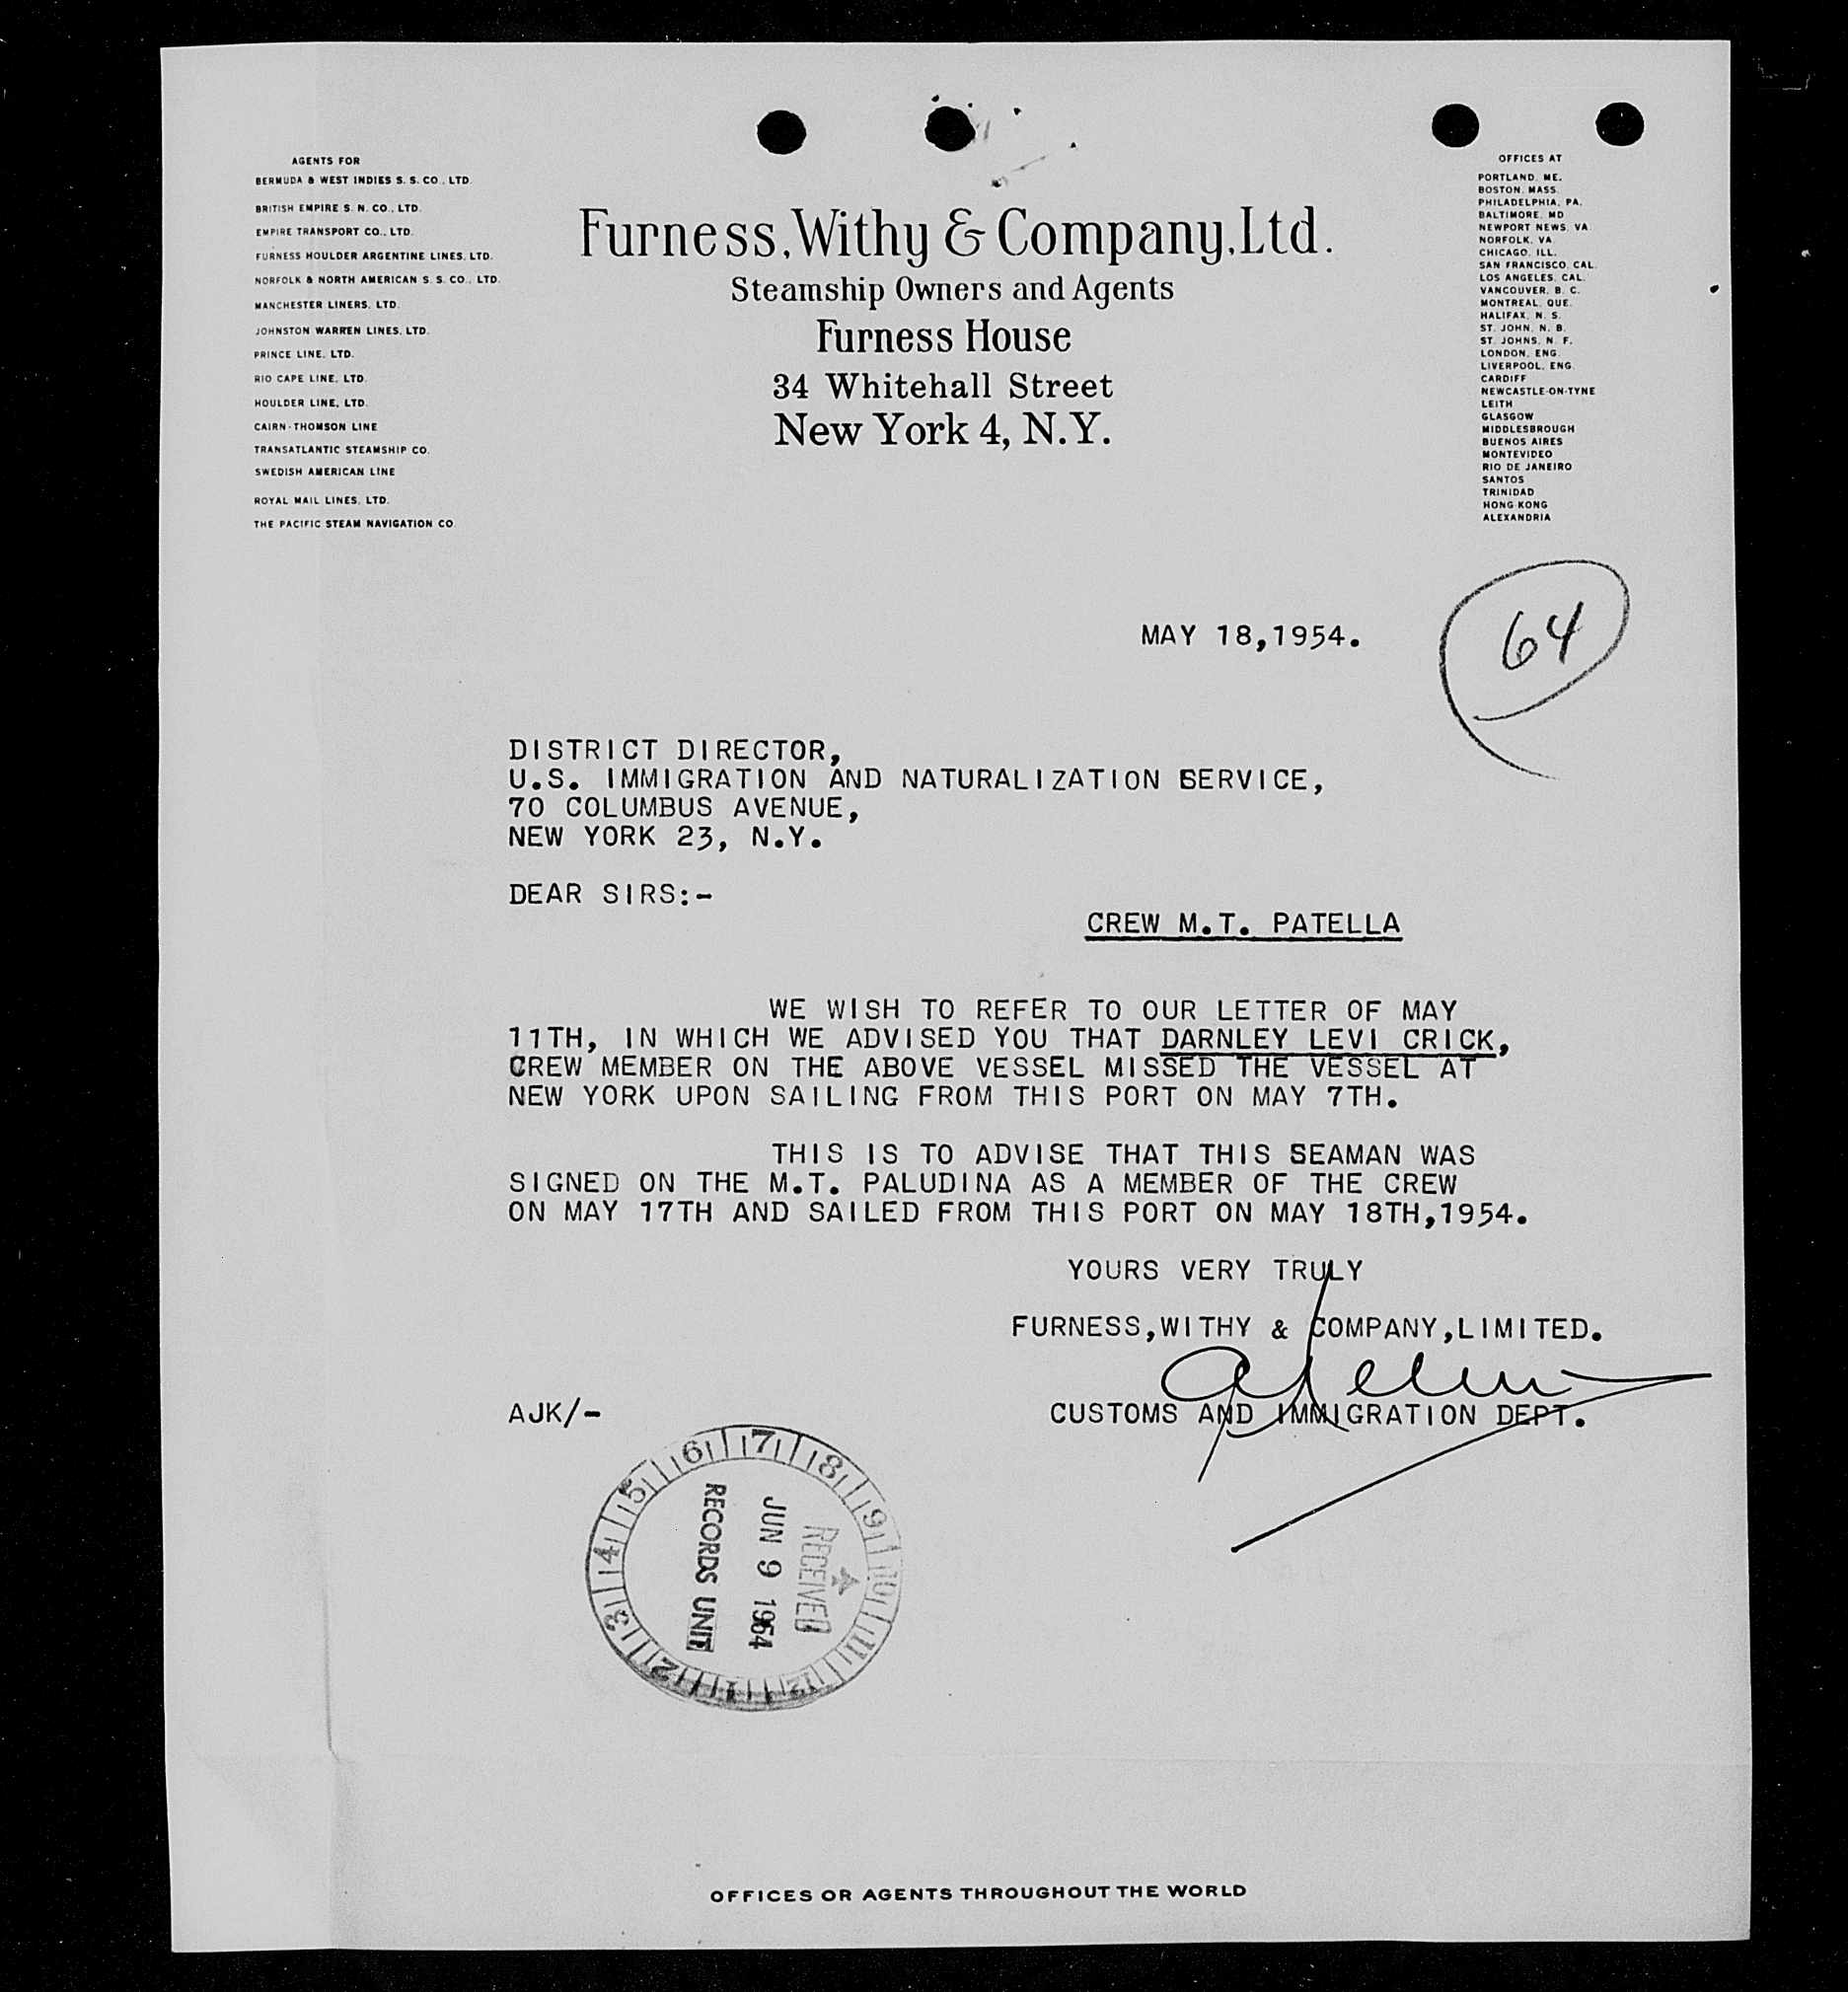 AGENTS FOR
BERMUDA & WEST INDIES S. S. CO., LTD.
BRITISH EMPIRE S. N. CO., LTD.
EMPIRE TRANSPORT CO., LTD.
FURNESS HOULDER ARGENTINE LINES, LTD.
NORFOLK & NORTH AMERICAN S. S. CO., LTD.
MANCHESTER LINERS, LTD.
JOHNSTON WARREN LINES, LTD.
PRINCE LINE, LTD.
RIO CAPE LINE, LTD.
HOULDER LINE, LTD.
CAIRN-THOMSON LINE
TRANSATLANTIC STEAMSHIP CO.
SWEDISH AMERICAN LINE
ROYAL MAIL LINES, LTD.
THE PACIFIC STEAM NAVIGATION CO.
Furness, Withy & Company, Ltd.
Steamship Owners and Agents
Furness House
34 Whitehall Street
New York 4, N.Y.
OFFICES AT
PORTLAND, ME.
BOSTON, MASS.
PHILADELPHIA, PA.
BALTIMORE, MD
NEWPORT NEWS, VA
NORFOLK, VA
CHICAGO, ILL.
SAN FRANCISCO, CAL.
LOS ANGELES, CAL.
VANCOUVER, B. C.
MONTREAL, QUE.
HALIFAX, N. S.
ST. JOHN, N. B.
ST. JOHNS, N. F.
LONDON, ENG.
LIVERPOOL, ENG.
CARDIFF
NEWCASTLE-ON-TYNE
LEITH
GLASGOW
MIDDLESBROUGH
BUENOS AIRES
MONTEVIDEO
RIO DE JANEIRO
SANTOS
TRINIDAD
HONG KONG
ALEXANDRIA
MAY 18,1954.
64
DISTRICT DIRECTOR,
U.S. IMMIGRATION AND NATURALIZATION SERVICE,
70 COLUMBUS AVENUE,
NEW YORK 23, N.Y.
DEAR SIRS:-
CREW M.T. PATELLA
WE WISH TO REFER TO OUR LETTER OF MAY
11TH, IN WHICH WE ADVISED YOU THAT DARNLEY LEVI CRICK,
CREW MEMBER ON THE ABOVE VESSEL MISSED THE VESSEL AT
NEW YORK UPON SAILING FROM THIS PORT ON MAY 7TH.
THIS IS TO ADVISE THAT THIS SEAMAN WAS
SIGNED ON THE M.T. PALUDINA AS A MEMBER OF THE CREW
ON MAY 17TH AND SAILED FROM THIS PORT ON MAY 18TH,1954.
YOURS VERY TRULY
FURNESS,WITHY & COMPANY,LIMITED.
AJK/-
CUSTOMS AND IMMIGRATION DEPT.
RECEIVED
JUN 9 1954
RECORDS UNIT
1 2 3 4 5 6 7 8 9 10 11 12
OFFICES OR AGENTS THROUGHOUT THE WORLD